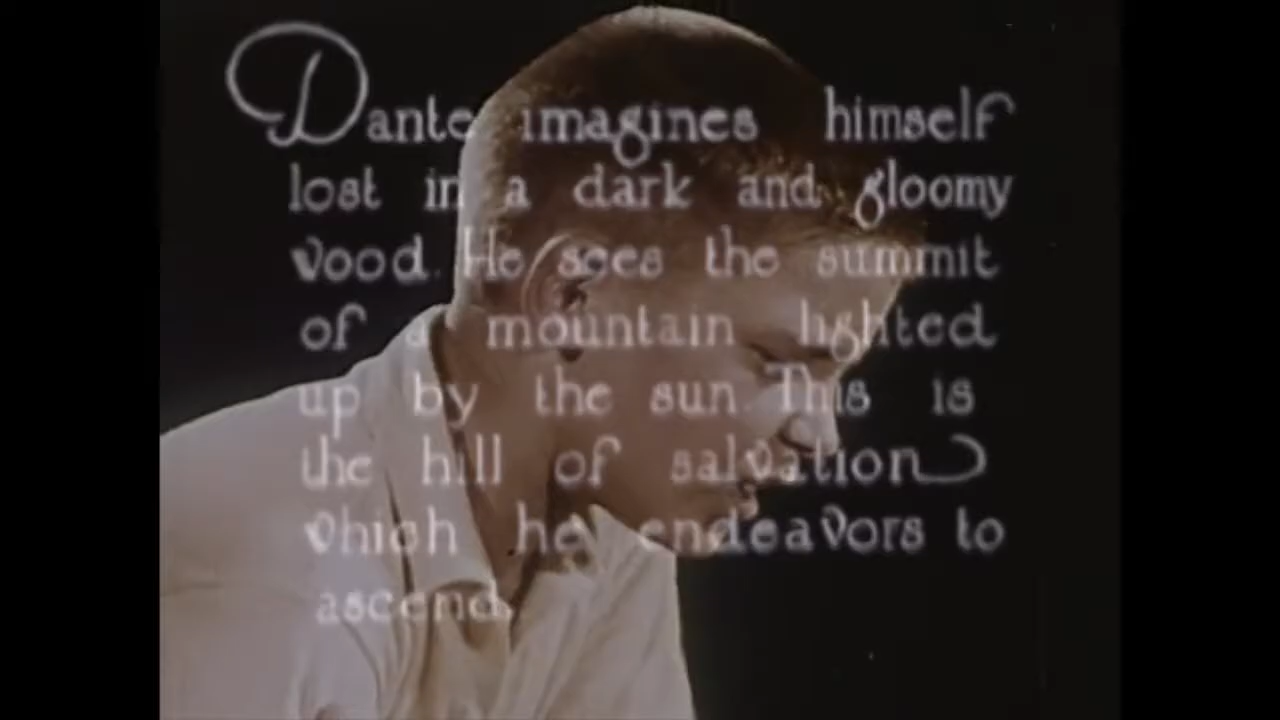 Dante imagines himself
lost in a dark and gloomy
wood. He sees the summit
of a mountain lighted
up by the sun. This is
the hill of salvation
which he endeavors to
ascend.